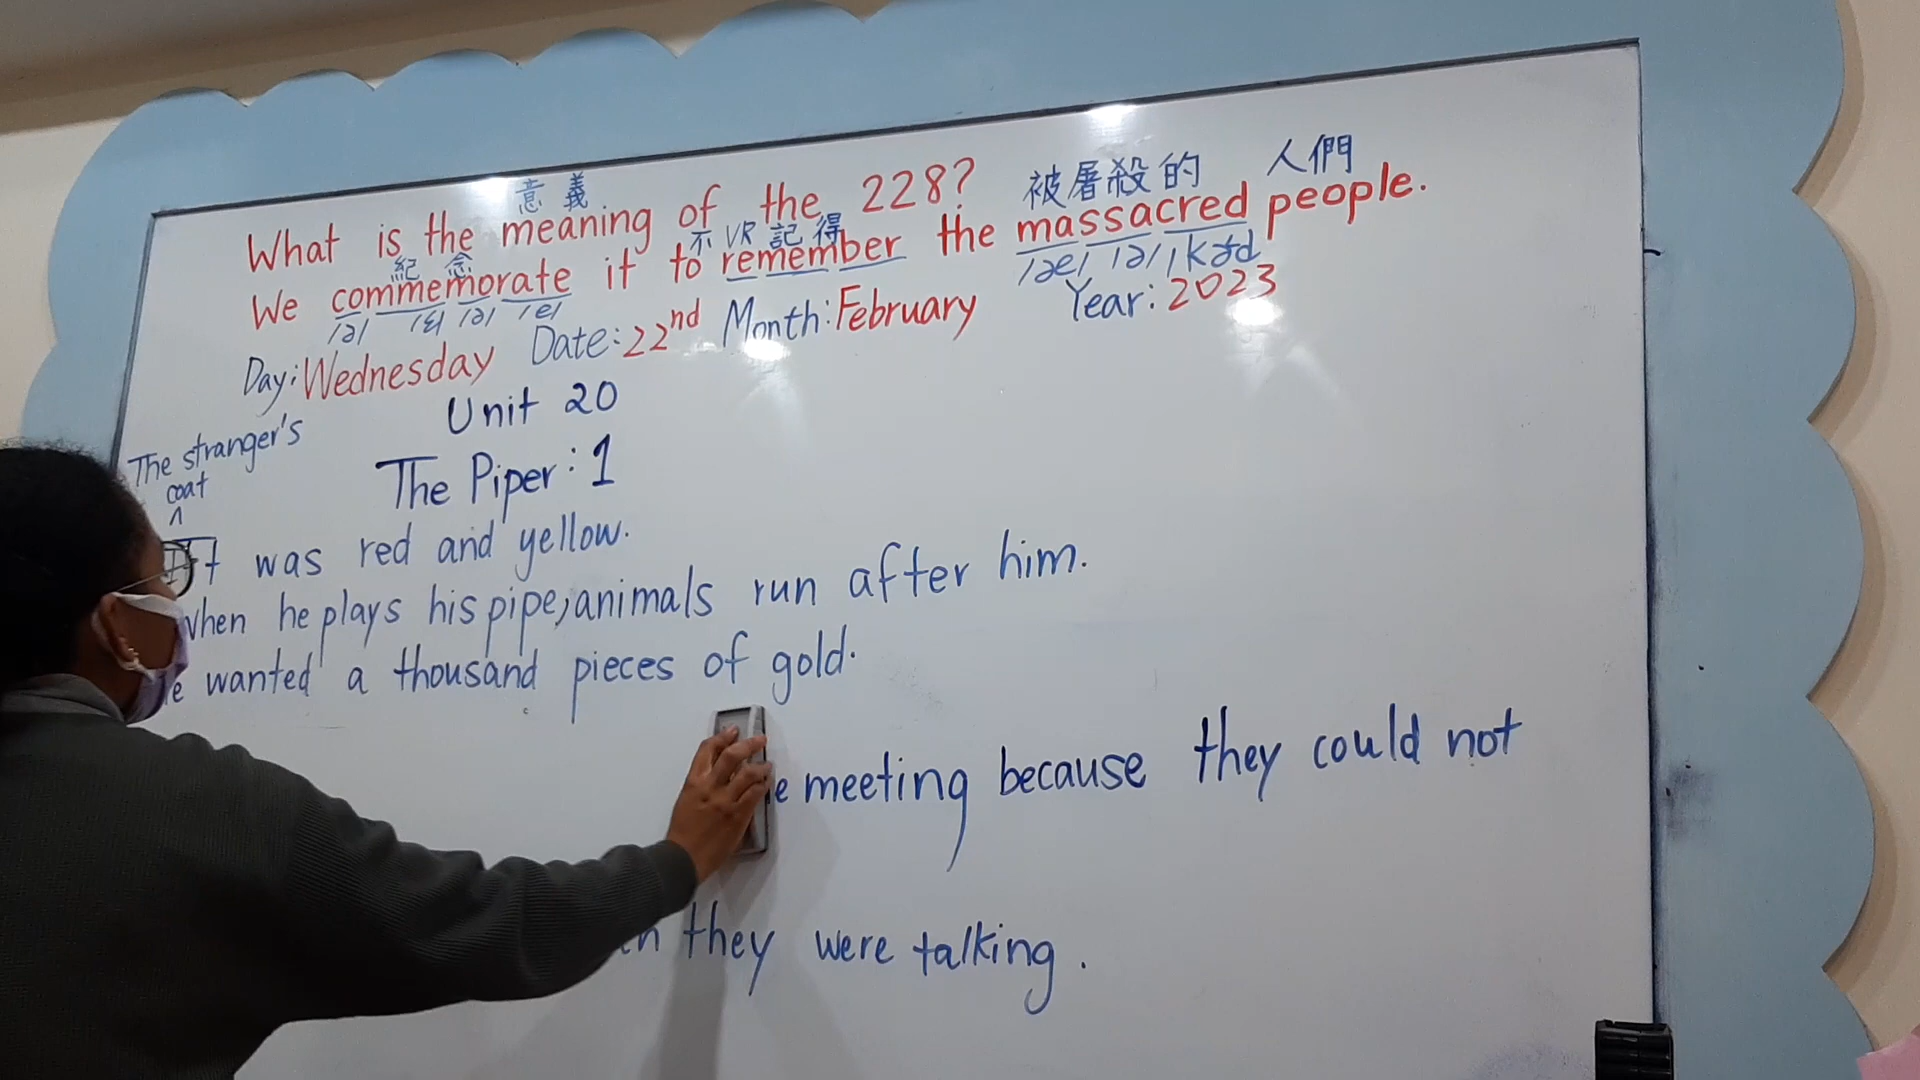 意義
What is the meaning of the 228?
被屠殺的 人們
紀念 不VR 記得
We commemorate it to remember the massacred people.
/ə/ /ɛ/ /ə/ /e/
/æ/ /ə/
Day: Wednesday Date: 22nd Month: February Year: 2023
Unit 20
The Piper: 1
The stranger's
coat
^
It was red and yellow.
When he plays his pipe, animals run after him.
e wanted a thousand pieces of gold.
e meeting because they could not
n they were talking.